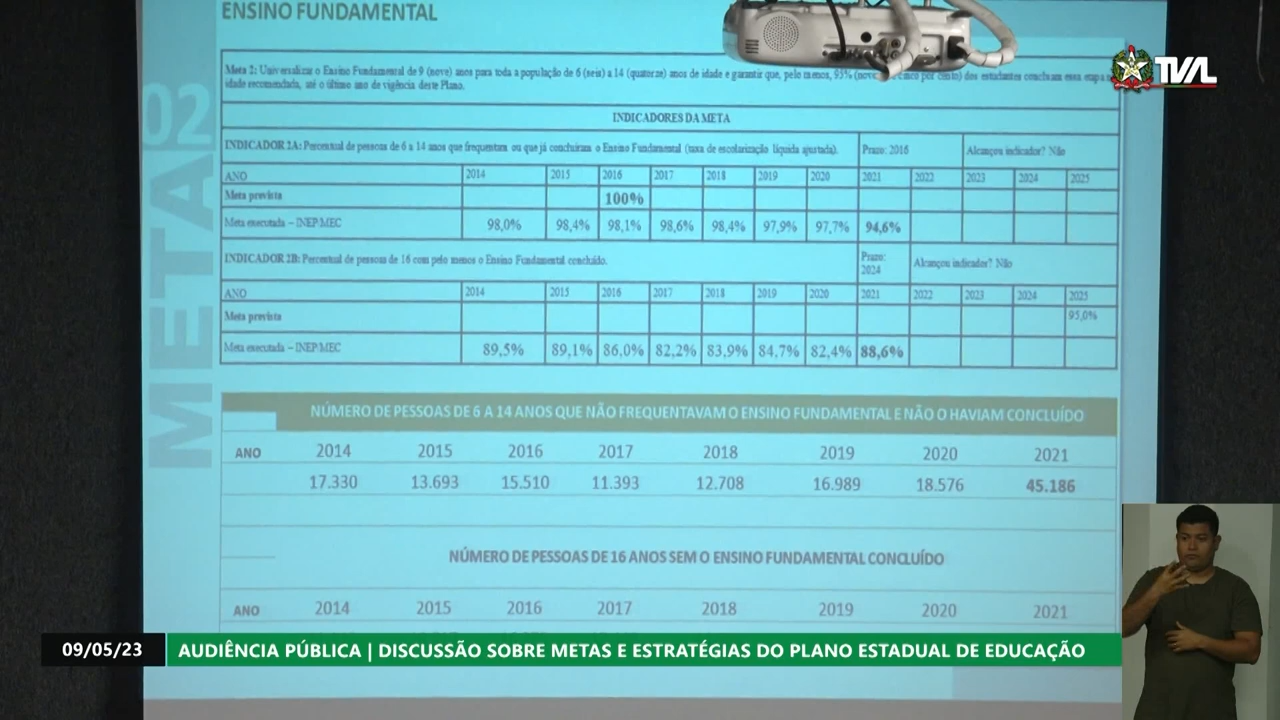 ENSINO FUNDAMENTAL
TVAL
META 02
Meta 2: Universalizar o Ensino Fundamental de 9 (nove) anos para toda a população de 6 (seis) a 14 (quatorze) anos de idade e garantir que, pelo menos, 95% (nove cinco por cento) dos estudantes concluam essa etapa
idade recomendada, até o último ano de vigência deste Plano.
INDICADORES DA META
INDICADOR 2A: Percentual de pessoas de 6 a 14 anos que frequentam ou que já concluíram o Ensino Fundamental (taxa de escolarização líquida ajustada). Prazo: 2016 Alcançou indicador? Não
ANO 2014 2015 2016 2017 2018 2019 2020 2021 2022 2023 2024 2025
Meta prevista 100%
Meta executada – INEP/MEC 98,0% 98,4% 98,1% 98,6% 98,4% 97,9% 97,7% 94,6%
INDICADOR 2B: Percentual de pessoas de 16 com pelo menos o Ensino Fundamental concluído. Prazo: 2024 Alcançou indicador? Não
ANO 2014 2015 2016 2017 2018 2019 2020 2021 2022 2023 2024 2025
Meta prevista 95,0%
Meta executada – INEP/MEC 89,5% 89,1% 86,0% 82,2% 83,9% 84,7% 82,4% 88,6%
NÚMERO DE PESSOAS DE 6 A 14 ANOS QUE NÃO FREQUENTAVAM O ENSINO FUNDAMENTAL E NÃO O HAVIAM CONCLUÍDO
ANO 2014 2015 2016 2017 2018 2019 2020 2021
17.330 13.693 15.510 11.393 12.708 16.989 18.576 45.186
NÚMERO DE PESSOAS DE 16 ANOS SEM O ENSINO FUNDAMENTAL CONCLUÍDO
ANO 2014 2015 2016 2017 2018 2019 2020 2021
09/05/23 AUDIÊNCIA PÚBLICA | DISCUSSÃO SOBRE METAS E ESTRATÉGIAS DO PLANO ESTADUAL DE EDUCAÇÃO